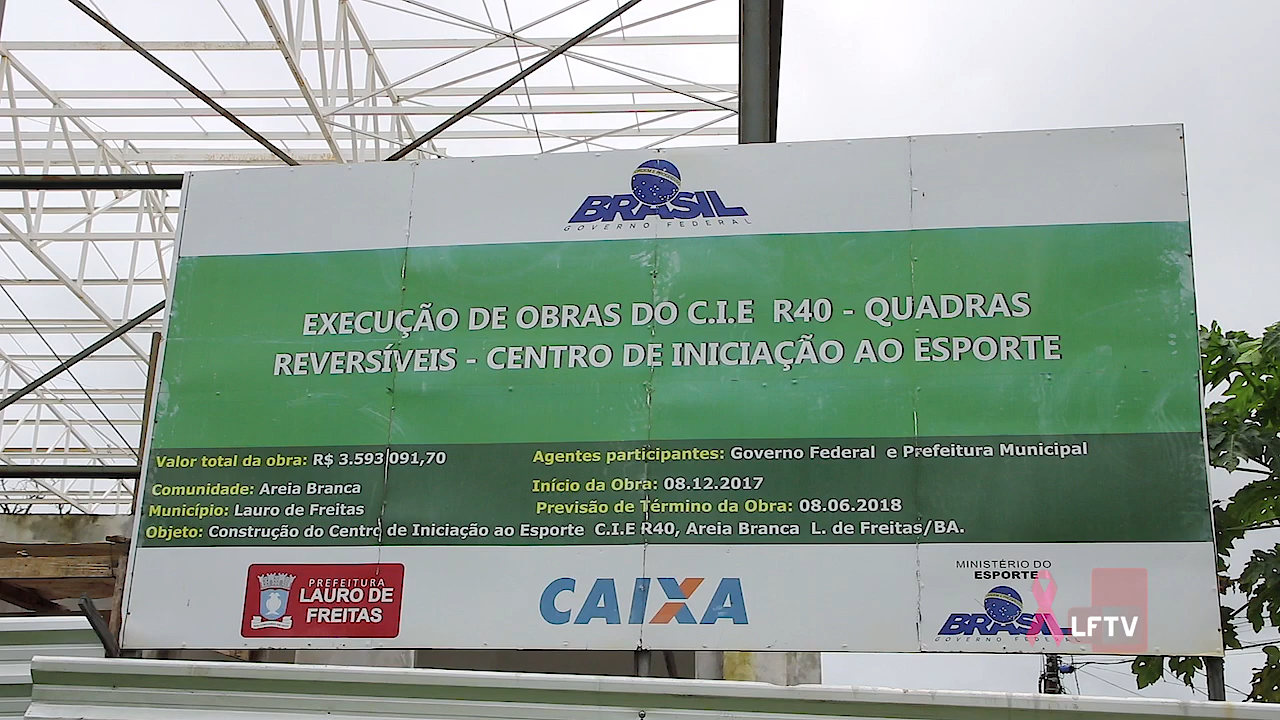 BRASIL
GOVERNO FEDERAL
EXECUÇÃO DE OBRAS DO C.I.E R40 - QUADRAS
REVERSÍVEIS - CENTRO DE INICIAÇÃO AO ESPORTE
Valor total da obra: R$ 3.593.091,70
Agentes participantes: Governo Federal e Prefeitura Municipal
Comunidade: Areia Branca
Início da Obra: 08.12.2017
Município: Lauro de Freitas
Previsão de Término da Obra: 08.06.2018
Objeto: Construção do Centro de Iniciação ao Esporte C.I.E R40, Areia Branca L. de Freitas/BA.
PREFEITURA
LAURO DE
FREITAS
CAIXA
MINISTÉRIO DO
ESPORTE
BRASIL
GOVERNO FEDERAL
LFTV